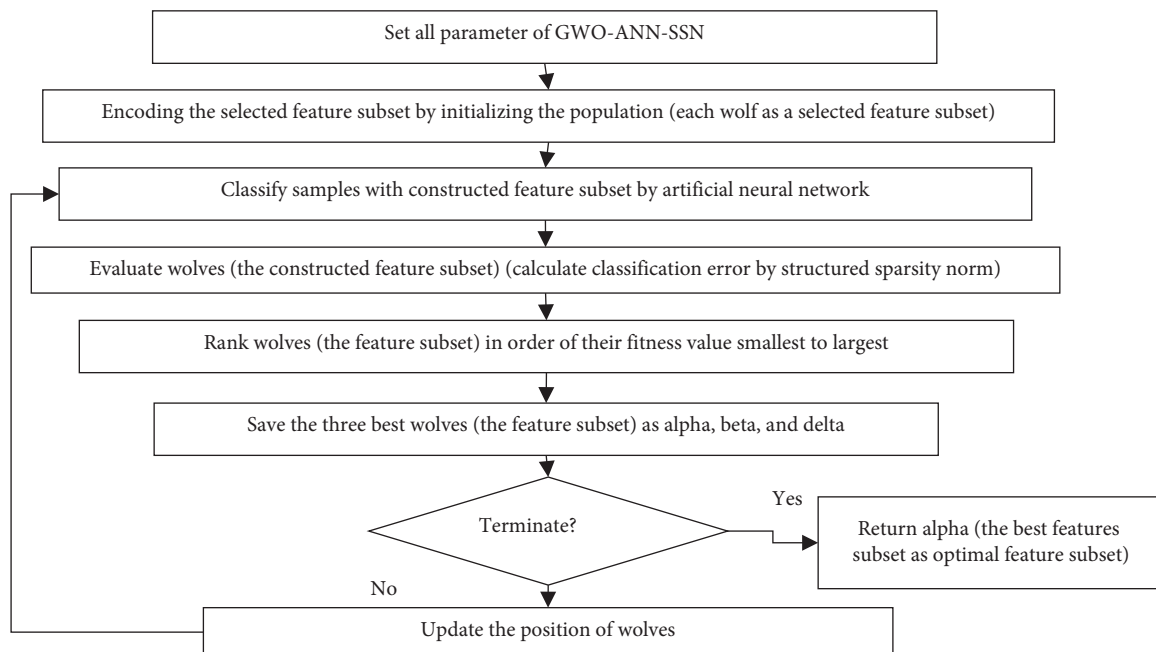 Set all parameter of GWO-ANN-SSN
Encoding the selected feature subset by initializing the population (each wolf as a selected feature subset)
Classify samples with constructed feature subset by artificial neural network
Evaluate wolves (the constructed feature subset) (calculate classification error by structured sparsity norm)
Rank wolves (the feature subset) in order of their fitness value smallest to largest
Save the three best wolves (the feature subset) as alpha, beta, and delta
Terminate?
Yes
Return alpha (the best features
subset as optimal feature subset)
No
Update the position of wolves